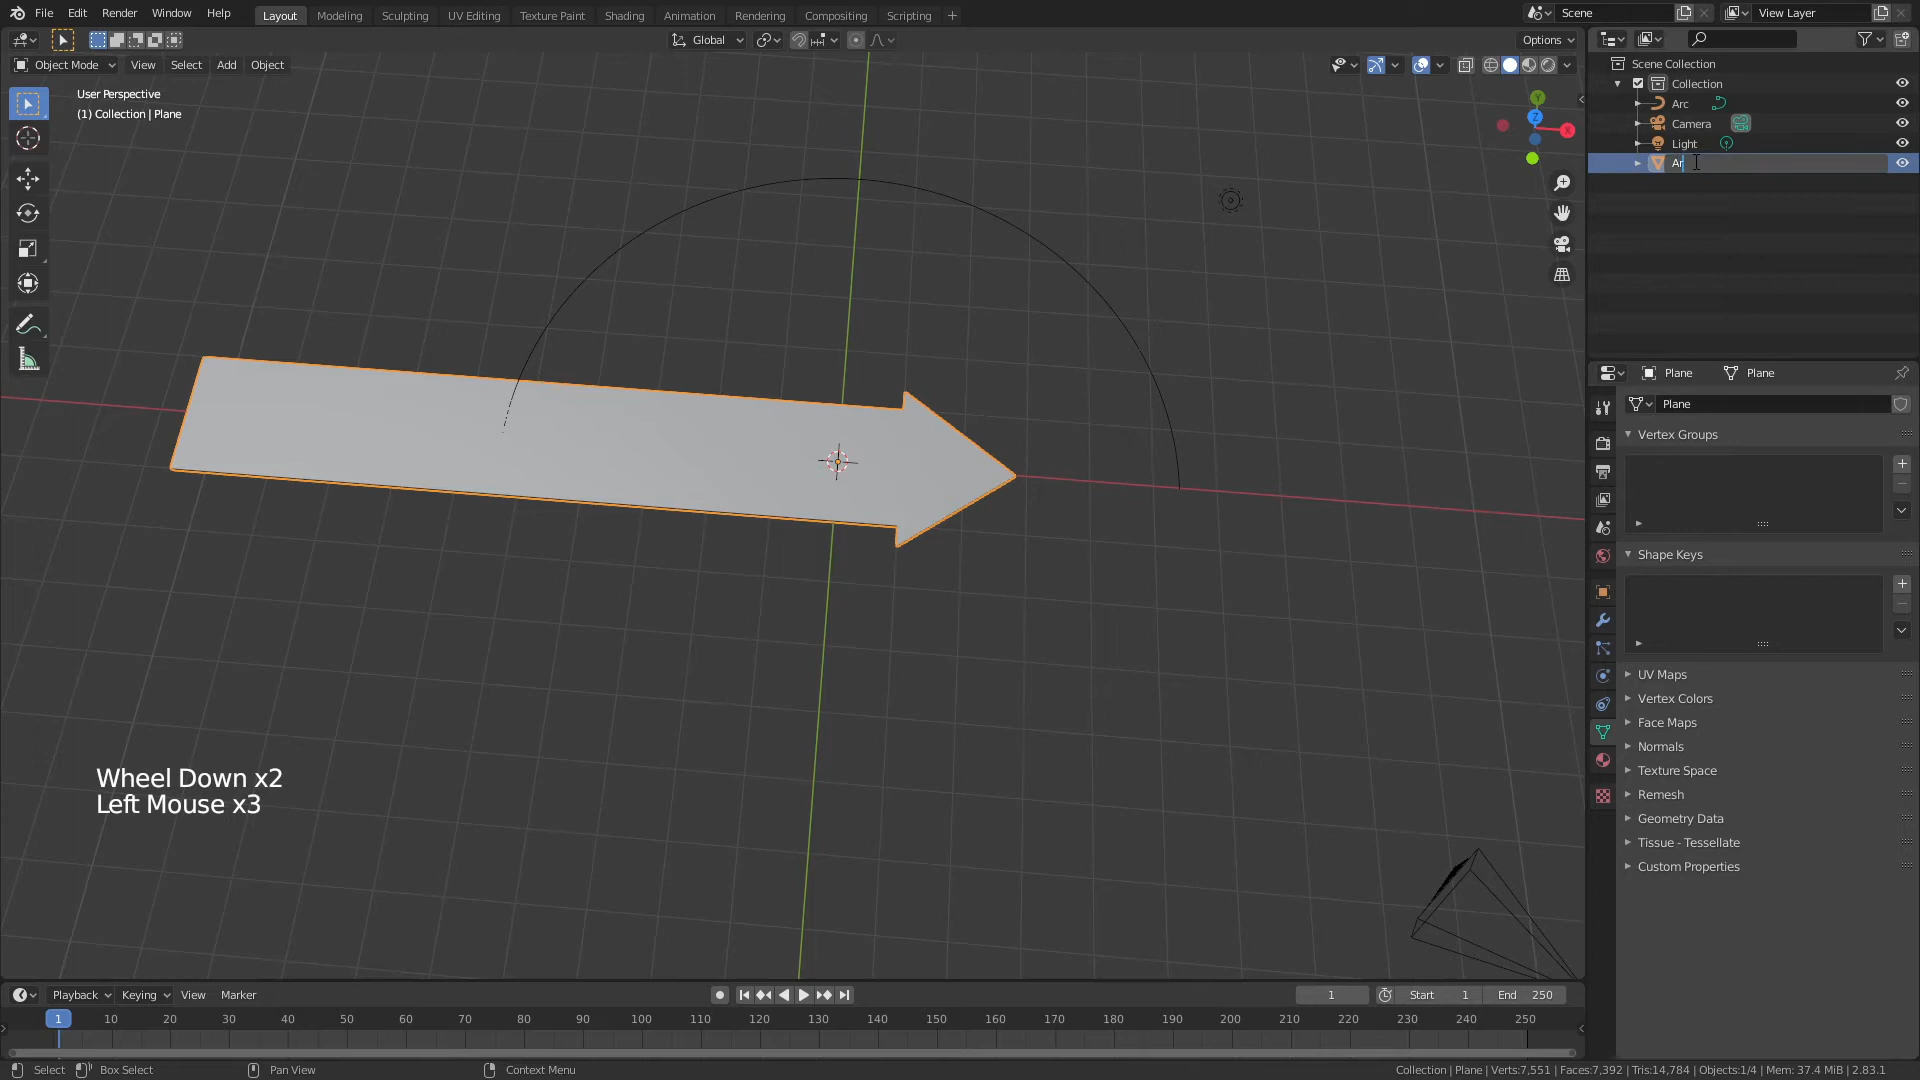 File Edit Render Window Help Layout Modeling Sculpting UV Editing Texture Paint Shading Animation Rendering Compositing Scripting + Scene View Layer
Global Options
Object Mode View Select Add Object
User Perspective
(1) Collection | Plane
Y
Z
X
Scene Collection
Collection
Arc
Camera
Light
Ar
Plane Plane
Plane
Vertex Groups
Shape Keys
UV Maps
Vertex Colors
Face Maps
Normals
Texture Space
Remesh
Geometry Data
Tissue - Tessellate
Custom Properties
Wheel Down x2
Left Mouse x3
Playback Keying View Marker 1 Start 1 End 250
1 10 20 30 40 50 60 70 80 90 100 110 120 130 140 150 160 170 180 190 200 210 220 230 240 250
Select Box Select Pan View Context Menu Collection | Plane | Verts:7,551 | Faces:7,392 | Tris:14,784 | Objects:1/4 | Mem: 37.4 MiB | 2.83.1